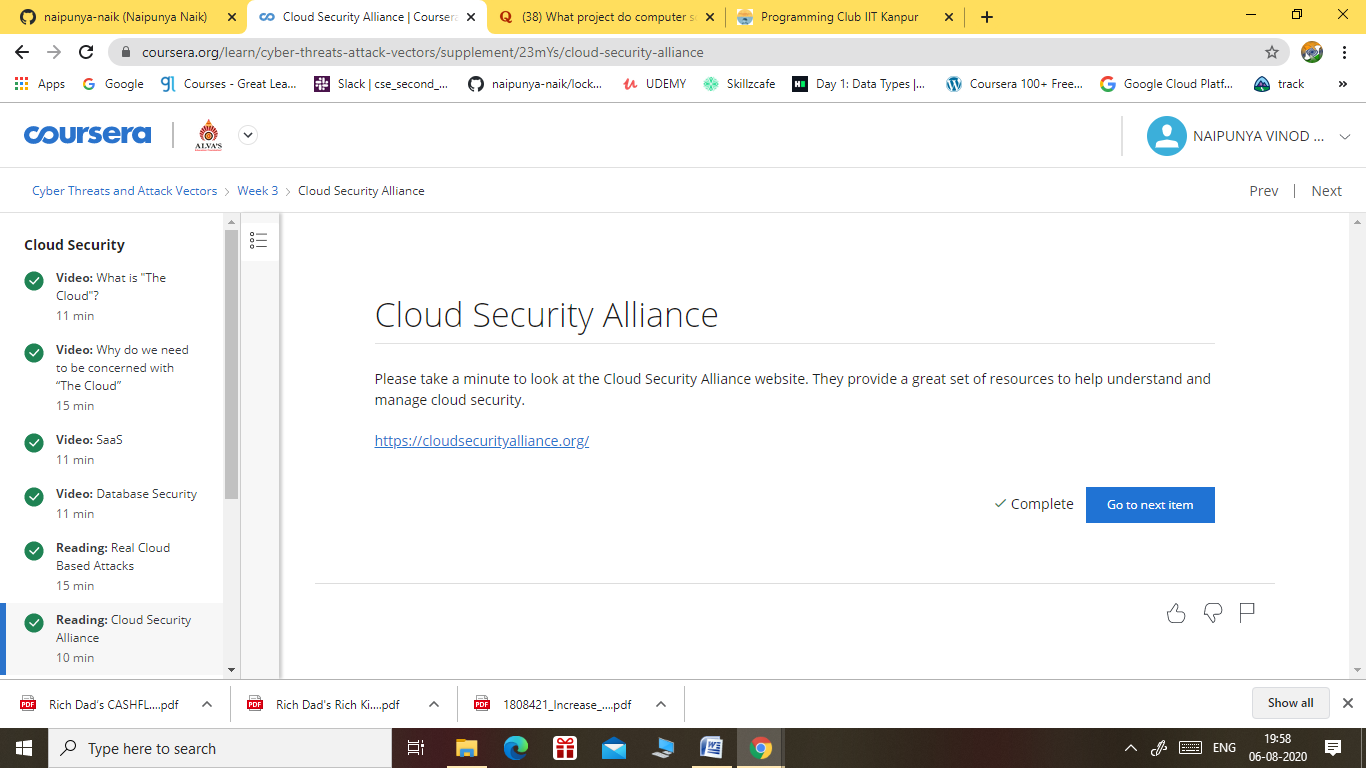 naipunya-naik (Naipunya Naik)
Cloud Security Alliance | Coursera
(38) What project do computer s
Programming Club IIT Kanpur
coursera.org/learn/cyber-threats-attack-vectors/supplement/23mYs/cloud-security-alliance
Apps
Google
Courses - Great Lea...
Slack | cse_second_...
naipunya-naik/lock...
UDEMY
Skillzcafe
Day 1: Data Types |...
Coursera 100+ Free...
Google Cloud Platf...
track
»
coursera
ALVA'S
NAIPUNYA VINOD ...
Cyber Threats and Attack Vectors > Week 3 > Cloud Security Alliance
Prev | Next
Cloud Security
Video: What is "The
Cloud"?
11 min
Video: Why do we need
to be concerned with
“The Cloud”
15 min
Video: SaaS
11 min
Video: Database Security
11 min
Reading: Real Cloud
Based Attacks
15 min
Reading: Cloud Security
Alliance
10 min
Cloud Security Alliance
Please take a minute to look at the Cloud Security Alliance website. They provide a great set of resources to help understand and
manage cloud security.
https://cloudsecurityalliance.org/
Complete
Go to next item
Rich Dad's CASHFL....pdf
Rich Dad's Rich Ki....pdf
1808421_Increase_....pdf
Show all
Type here to search
ENG
19:58
06-08-2020